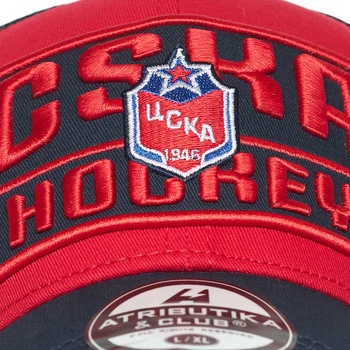 CSKA
ЦСКА
1946
HOCKEY
L/XL
ATRIBUTIKA
& CLUB®